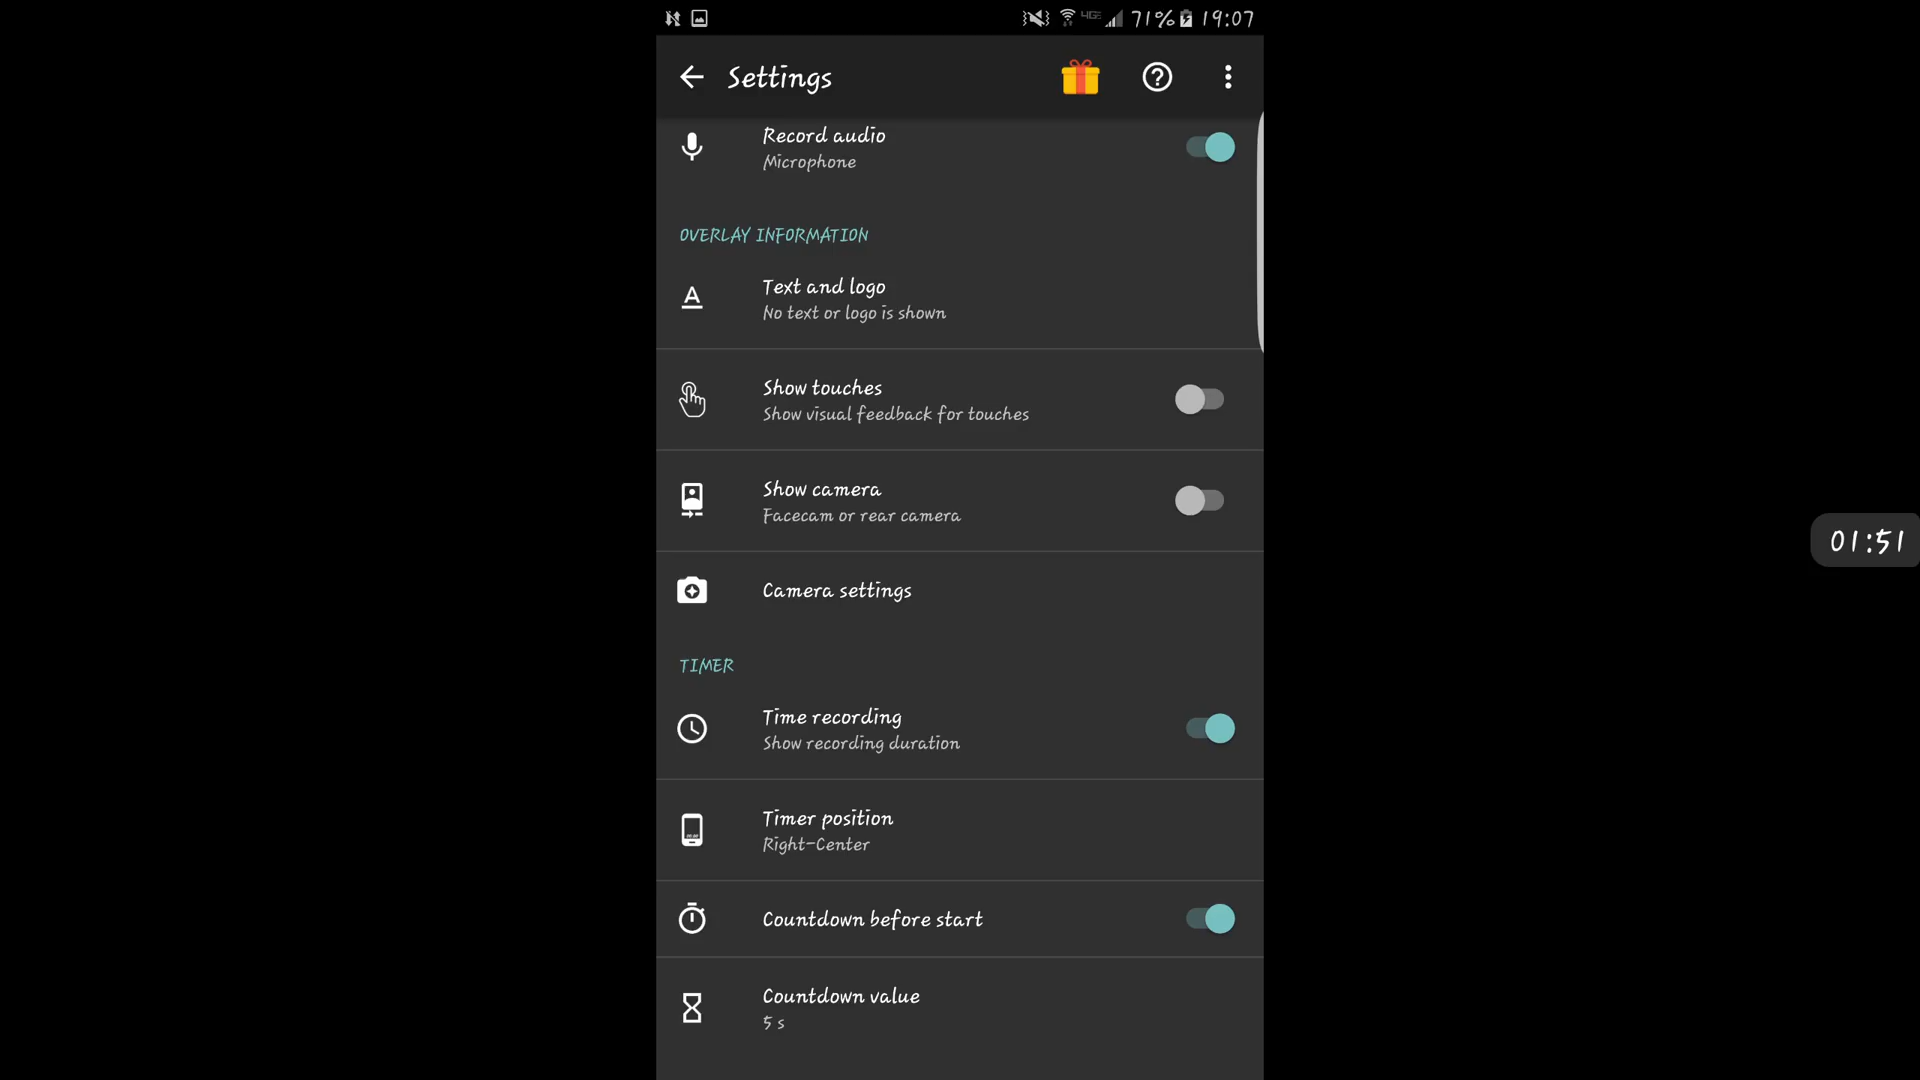 4G 71% 19:07
Settings
Record audio
Microphone
OVERLAY INFORMATION
Text and logo
No text or logo is shown
Show touches
Show visual feedback for touches
Show camera
Facecam or rear camera
Camera settings
TIMER
Time recording
Show recording duration
Timer position
Right-Center
Countdown before start
Countdown value
5 s
01:51